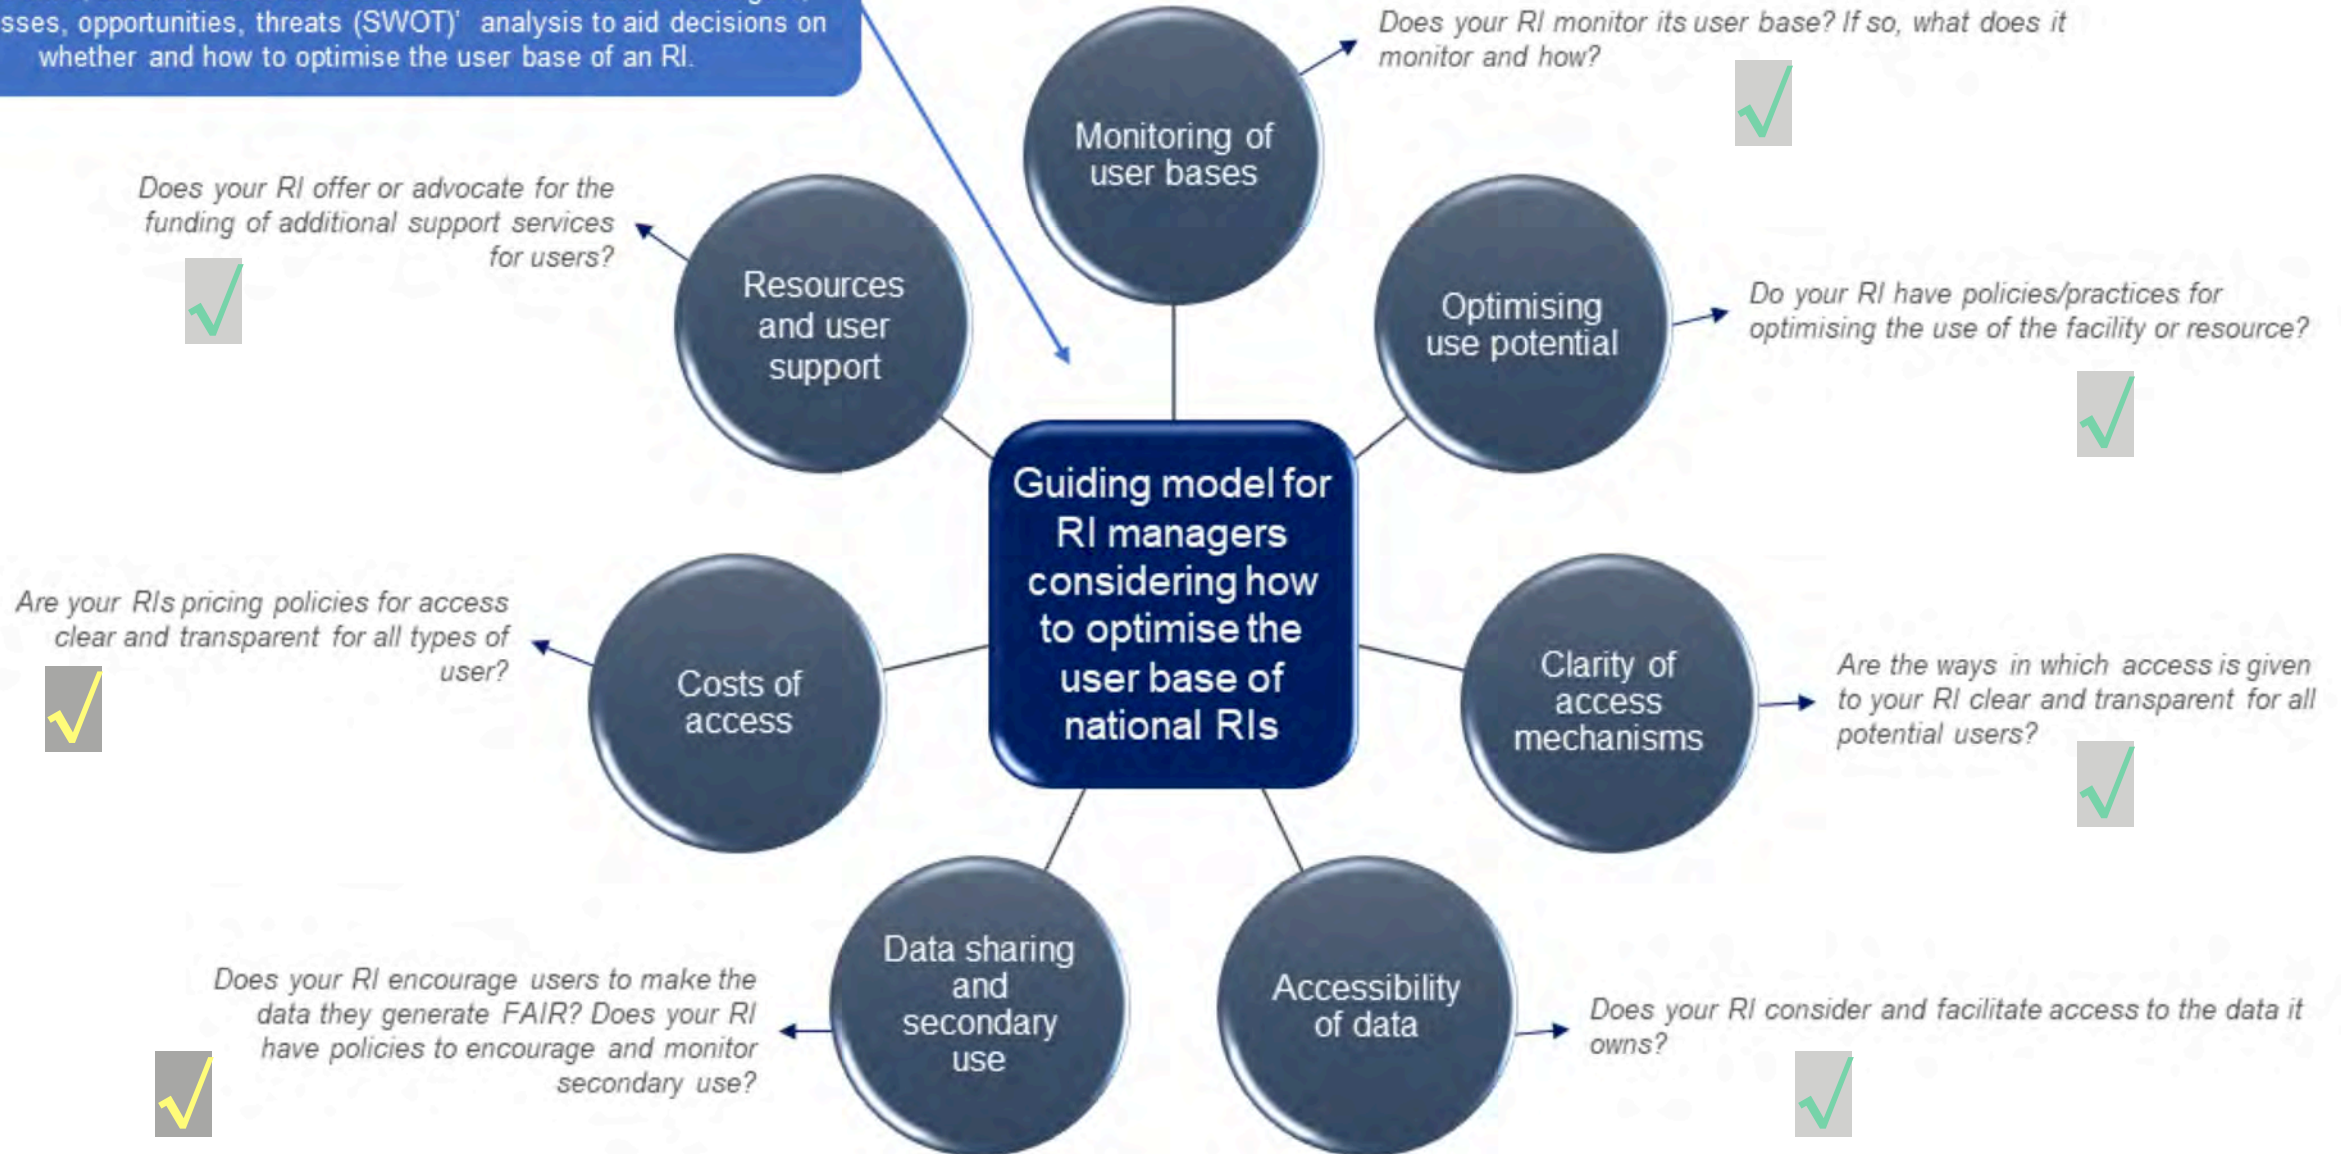 sses, opportunities, threats (SWOT)' analysis to aid decisions on
whether and how to optimise the user base of an RI.
Does your RI monitor its user base? If so, what does it
monitor and how?
Monitoring of
user bases
Does your RI offer or advocate for the
funding of additional support services
for users?
Resources
and user
support
Optimising
use potential
Do your RI have policies/practices for
optimising the use of the facility or resource?
Guiding model for
RI managers
considering how
to optimise the
user base of
national RIs
Are your RIs pricing policies for access
clear and transparent for all types of
user?
Costs of
access
Clarity of
access
mechanisms
Are the ways in which access is given
to your RI clear and transparent for all
potential users?
Does your RI encourage users to make the
data they generate FAIR? Does your RI
have policies to encourage and monitor
secondary use?
Data sharing
and
secondary
use
Accessibility
of data
Does your RI consider and facilitate access to the data it
owns?